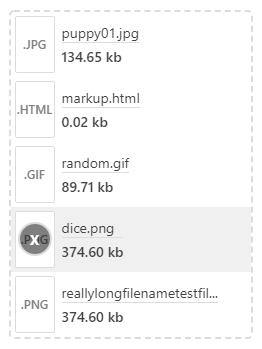 .JPG
puppy01.jpg
134.65 kb
.HTML
markup.html
0.02 kb
.GIF
random.gif
89.71 kb
.PNG
X
dice.png
374.60 kb
.PNG
reallylongfilenametestfil...
374.60 kb